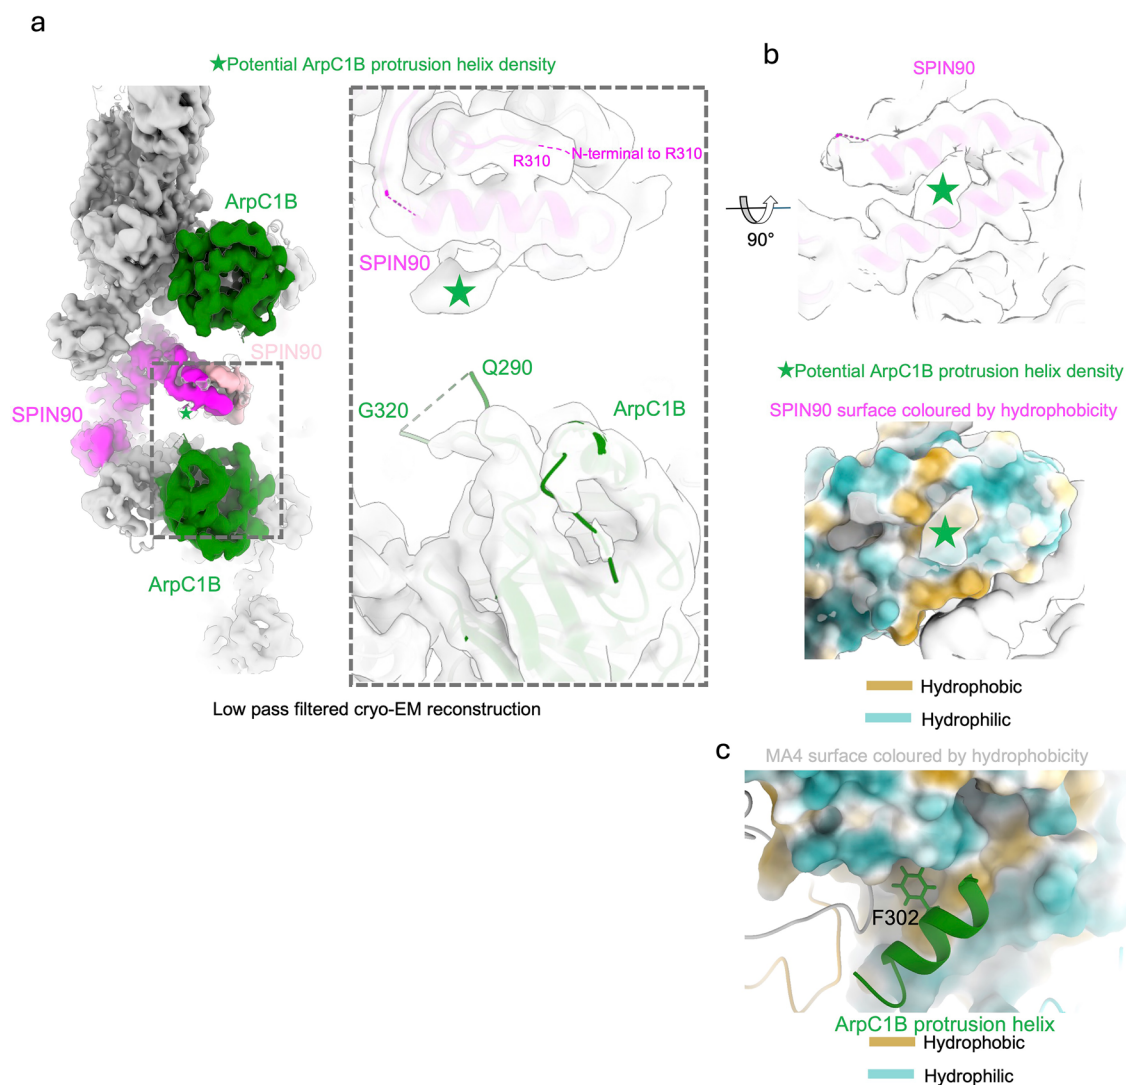 a
★Potential ArpC1B protrusion helix density
ArpC1B
SPIN90
SPIN90
ArpC1B
R310
N-terminal to R310
SPIN90
Q290
G320
ArpC1B
Low pass filtered cryo-EM reconstruction
b
SPIN90
90°
★Potential ArpC1B protrusion helix density
SPIN90 surface coloured by hydrophobicity
Hydrophobic
Hydrophilic
c
MA4 surface coloured by hydrophobicity
F302
ArpC1B protrusion helix
Hydrophobic
Hydrophilic